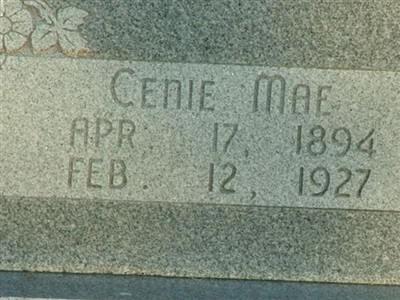 Cenie Mae
APR. 17, 1894
FEB. 12, 1927